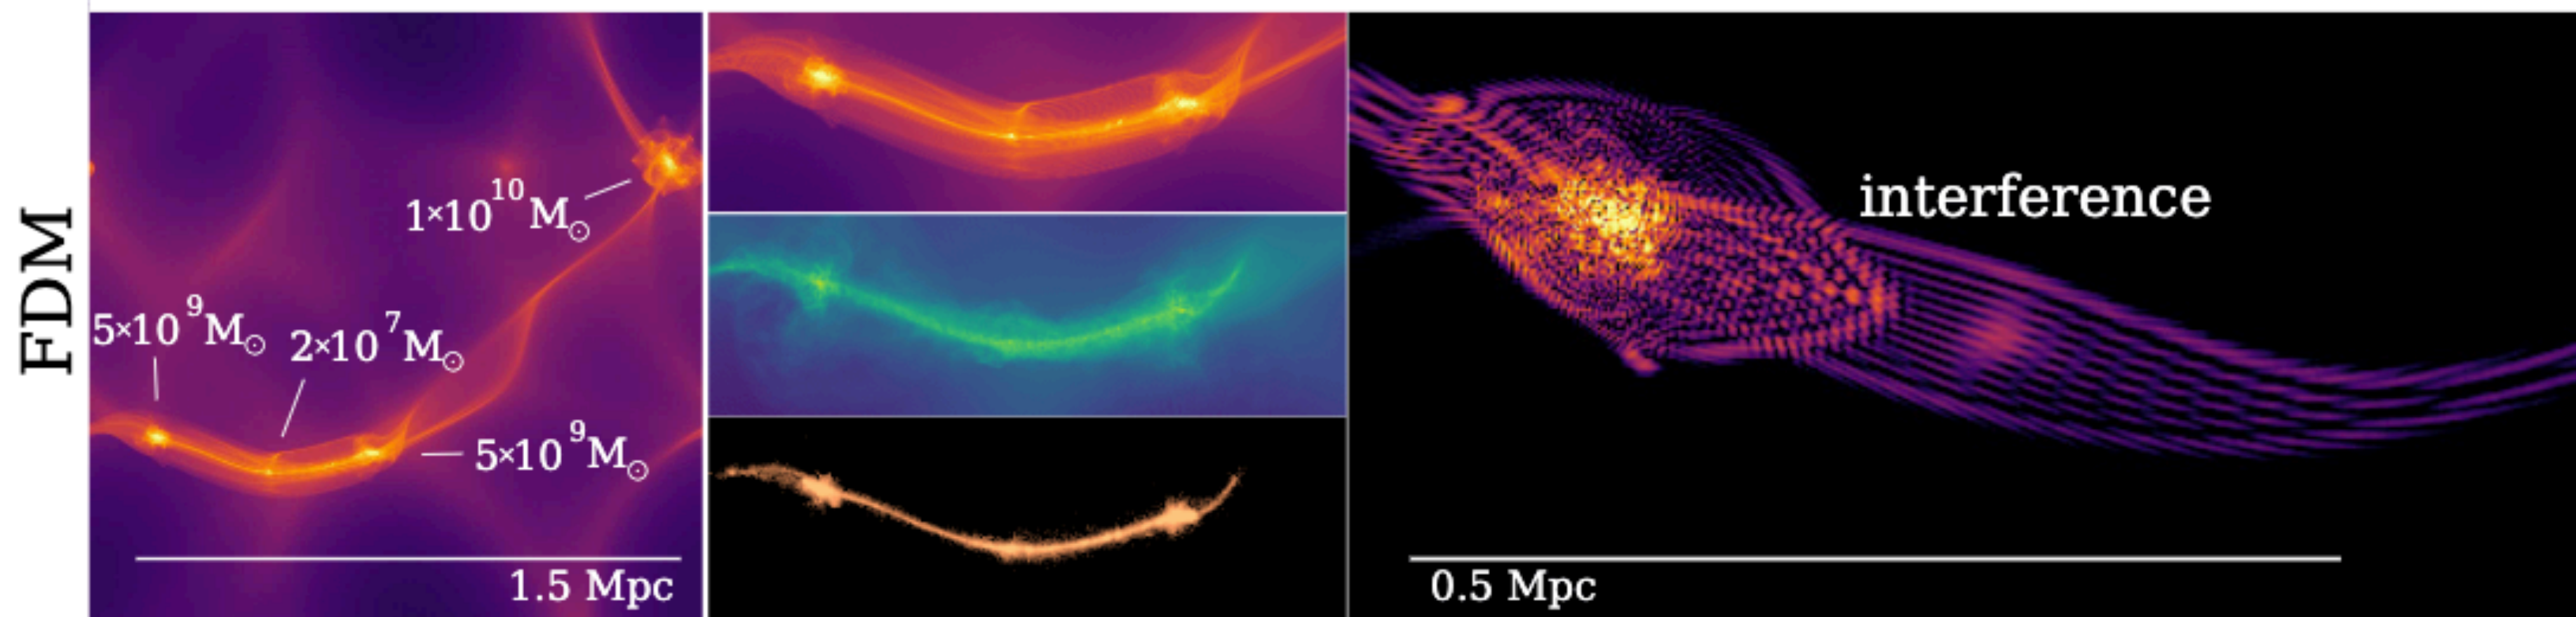 FDM
1×10¹⁰M☉
5×10⁹M☉
2×10⁷M☉
5×10⁹M☉
1.5 Mpc
interference
0.5 Mpc